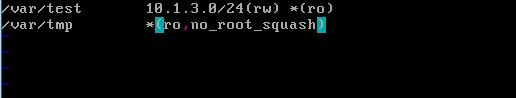 /var/test 10.1.3.0/24(rw) *(ro)
/var/tmp *(ro,no_root_squash)
~
~
~
~